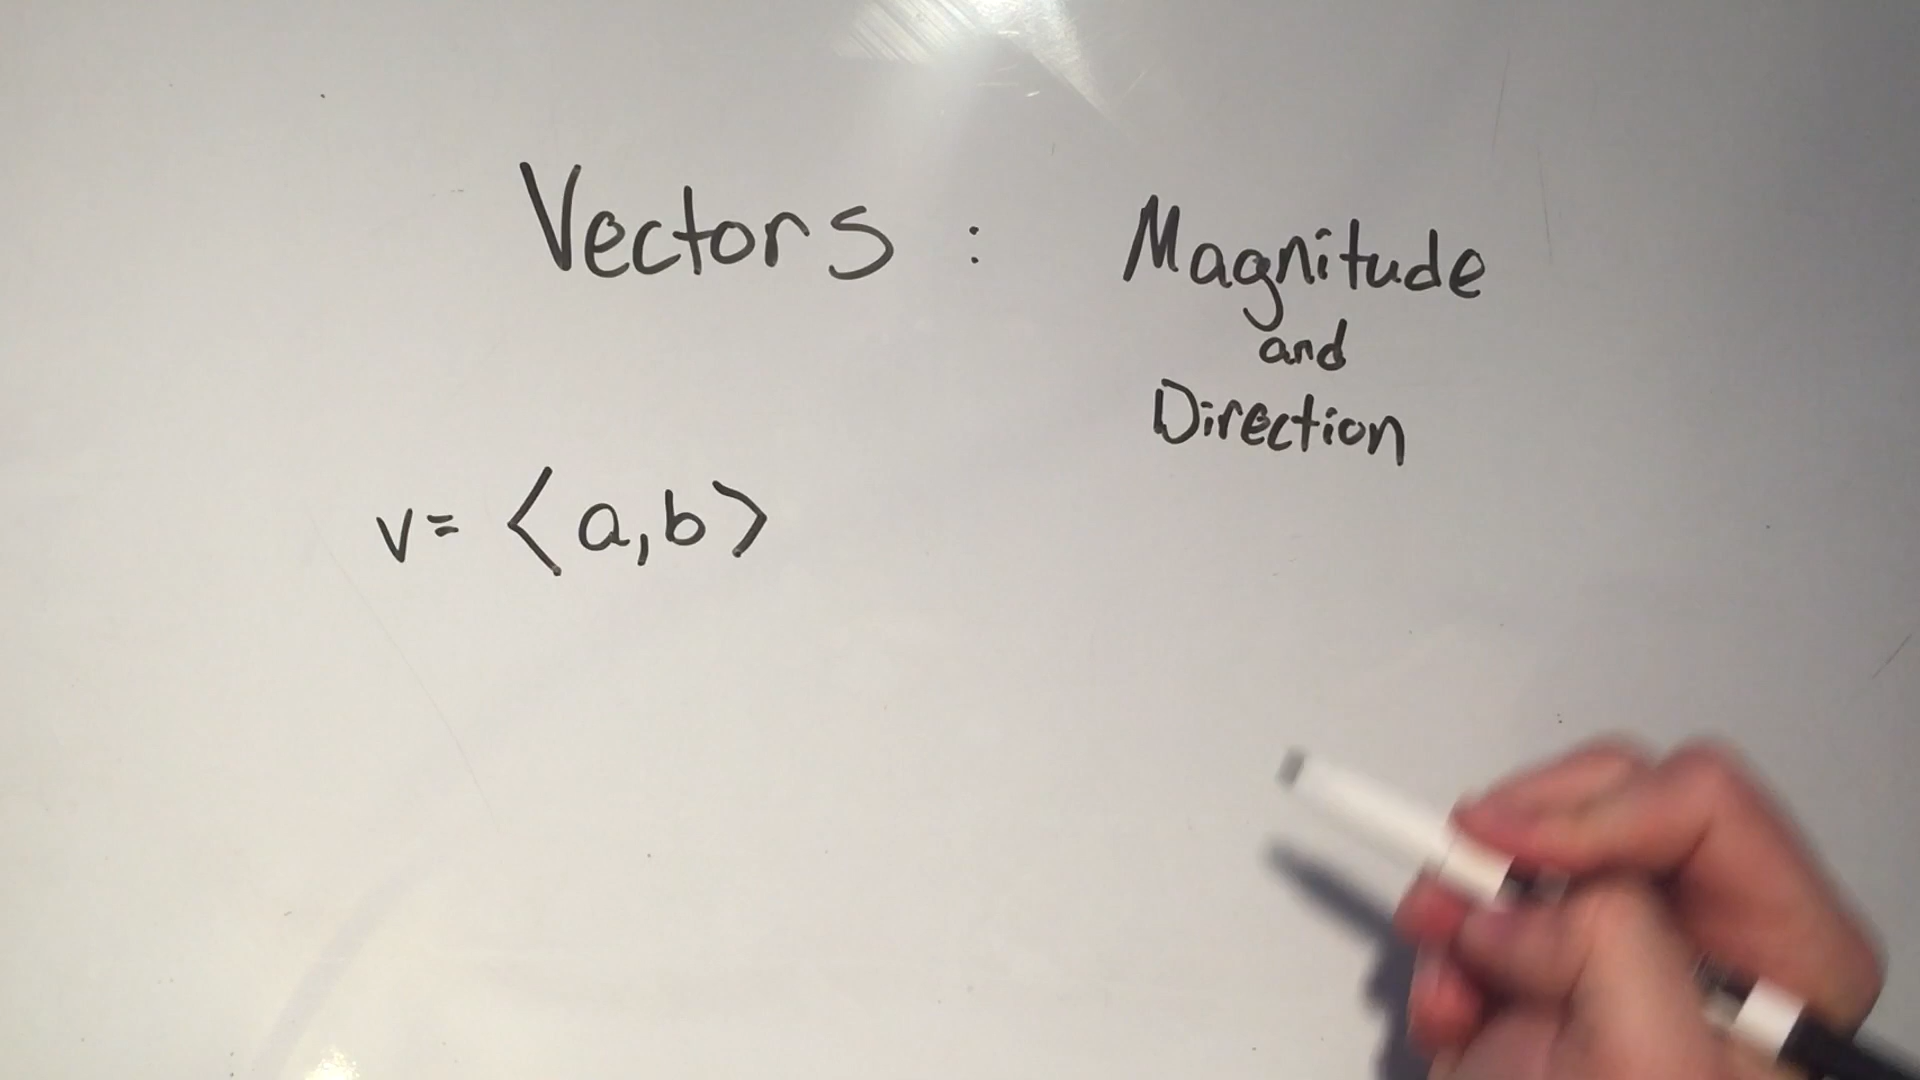 Vectors : Magnitude
and
Direction
v= ⟨a,b⟩